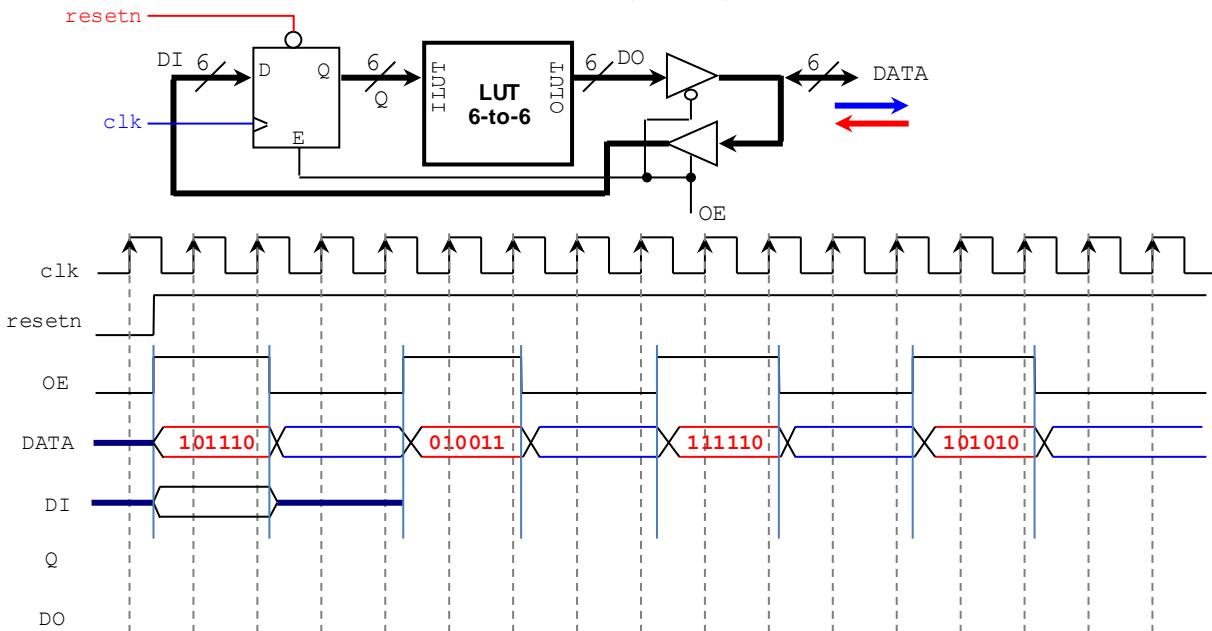 resetn
DI 6 D Q 6 Q ILUT LUT 6-to-6 OLUT 6 DO 6 DATA
clk
E
OE
clk
resetn
OE
DATA 101110 010011 111110 101010
DI
Q
DO